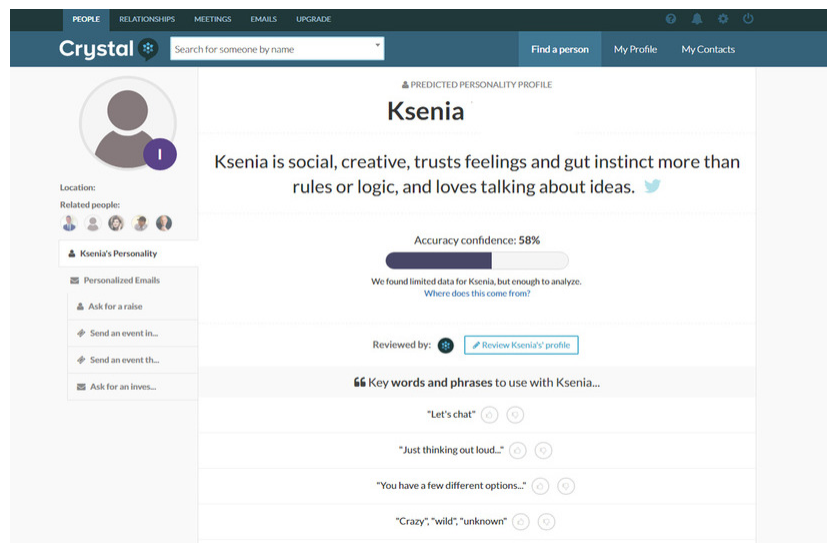 PEOPLE RELATIONSHIPS MEETINGS EMAILS UPGRADE
Crystal Search for someone by name Find a person My Profile My Contacts
PREDICTED PERSONALITY PROFILE
Ksenia
I
Ksenia is social, creative, trusts feelings and gut instinct more than
rules or logic, and loves talking about ideas.
Location:
Related people:
Ksenia's Personality
Personalized Emails
Ask for a raise
Send an event in...
Send an event th...
Ask for an inves...
Accuracy confidence: 58%
We found limited data for Ksenia, but enough to analyze.
Where does this come from?
Reviewed by: Review Ksenia's' profile
Key words and phrases to use with Ksenia...
"Let's chat"
"Just thinking out loud..."
"You have a few different options..."
"Crazy", "wild", "unknown"